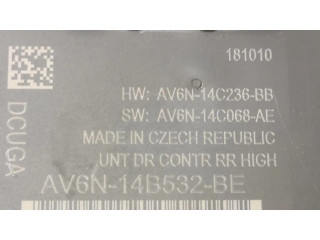 181010
DCUGA
HW: AV6N-14C236-BB
SW: AV6N-14C068-AE
MADE IN CZECH REPUBLIC
UNT DR CONTR RR HIGH
AV6N-14B532-BE